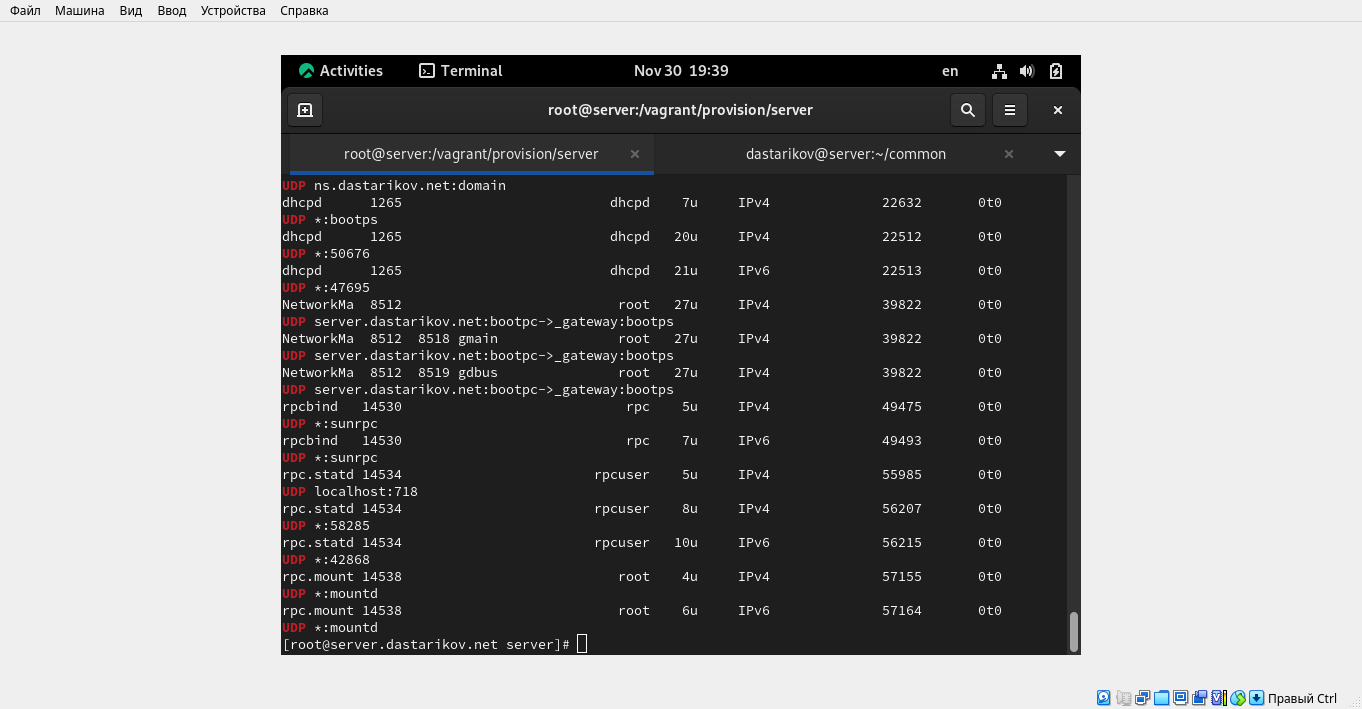 Файл Машина Вид Ввод Устройства Справка
Activities Terminal Nov 30 19:39 en
root@server:/vagrant/provision/server
root@server:/vagrant/provision/server dastarikov@server:~/common
UDP ns.dastarikov.net:domain
dhcpd 1265 dhcpd 7u IPv4 22632 0t0
UDP *:bootps
dhcpd 1265 dhcpd 20u IPv4 22512 0t0
UDP *:50676
dhcpd 1265 dhcpd 21u IPv6 22513 0t0
UDP *:47695
NetworkMa 8512 root 27u IPv4 39822 0t0
UDP server.dastarikov.net:bootpc->_gateway:bootps
NetworkMa 8512 8518 gmain root 27u IPv4 39822 0t0
UDP server.dastarikov.net:bootpc->_gateway:bootps
NetworkMa 8512 8519 gdbus root 27u IPv4 39822 0t0
UDP server.dastarikov.net:bootpc->_gateway:bootps
rpcbind 14530 rpc 5u IPv4 49475 0t0
UDP *:sunrpc
rpcbind 14530 rpc 7u IPv6 49493 0t0
UDP *:sunrpc
rpc.statd 14534 rpcuser 5u IPv4 55985 0t0
UDP localhost:718
rpc.statd 14534 rpcuser 8u IPv4 56207 0t0
UDP *:58285
rpc.statd 14534 rpcuser 10u IPv6 56215 0t0
UDP *:42868
rpc.mount 14538 root 4u IPv4 57155 0t0
UDP *:mountd
rpc.mount 14538 root 6u IPv6 57164 0t0
UDP *:mountd
[root@server.dastarikov.net server]#
Правый Ctrl